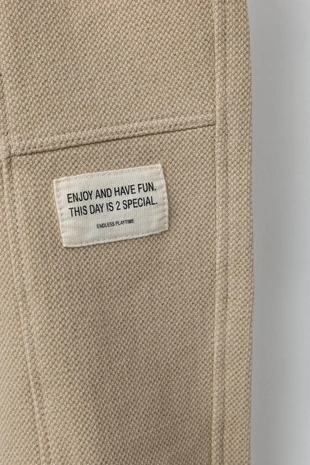 ENJOY AND HAVE FUN.
THIS DAY IS 2 SPECIAL.
ENDLESS PLAYTIME